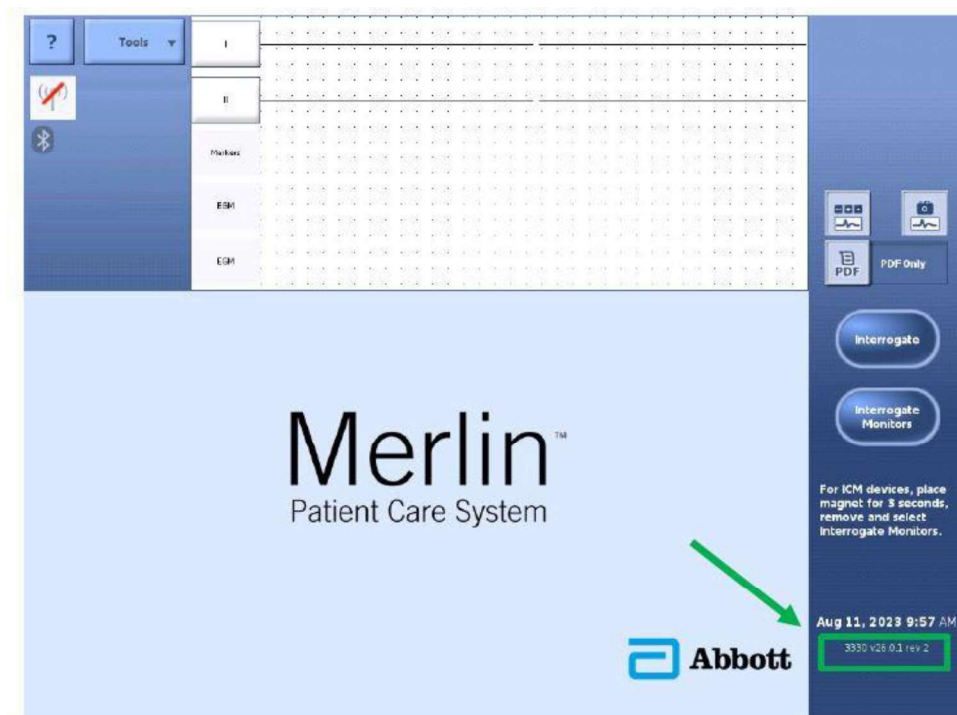 ?
Tools
I
II
Markers
EGM
EGM
PDF
PDF Only
Interrogate
Interrogate
Monitors
For ICM devices, place
magnet for 3 seconds,
remove and select
Interrogate Monitors.
Merlin™
Patient Care System
Abbott
Aug 11, 2023 9:57 AM
3330 v26.0.1 rev 2